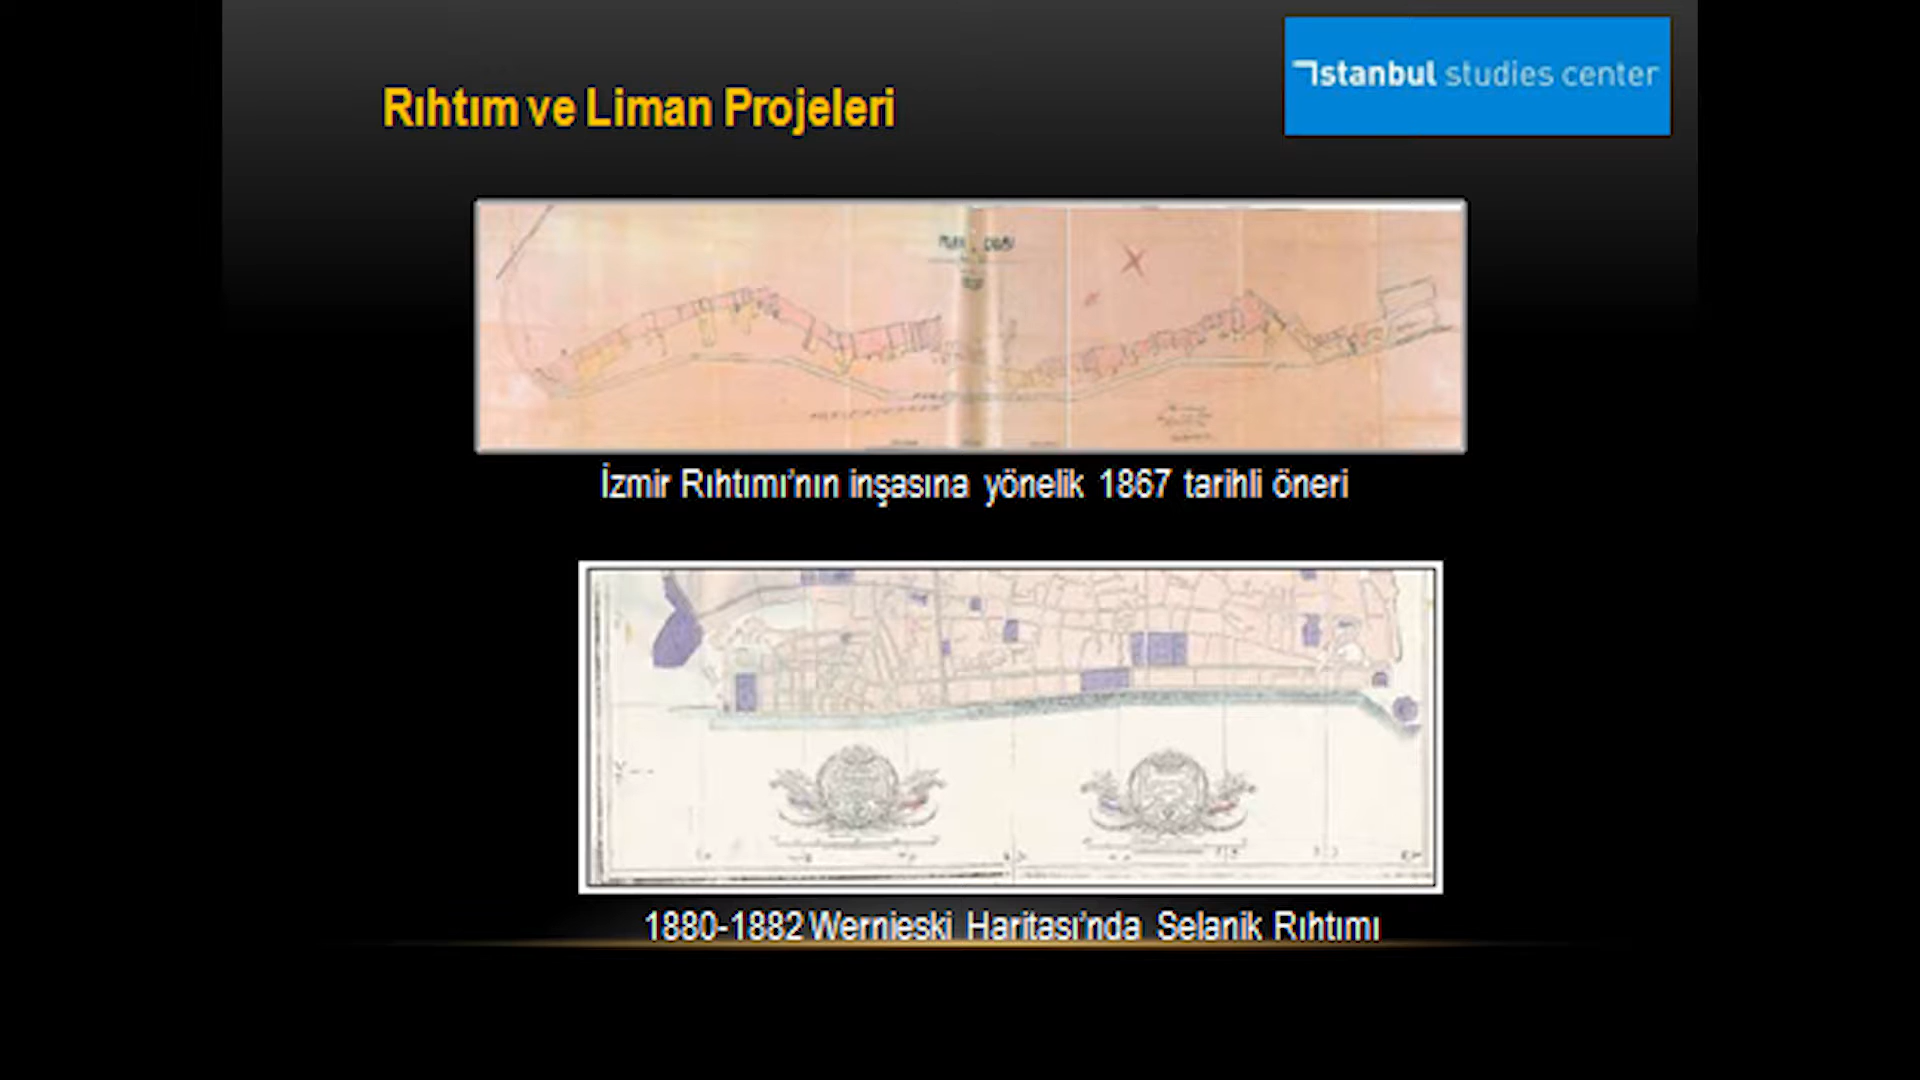 Rıhtım ve Liman Projeleri
istanbul studies center
İzmir Rıhtımı’nın inşasına yönelik 1867 tarihli öneri
1880-1882 Wernieski Haritası’nda Selanik Rıhtımı